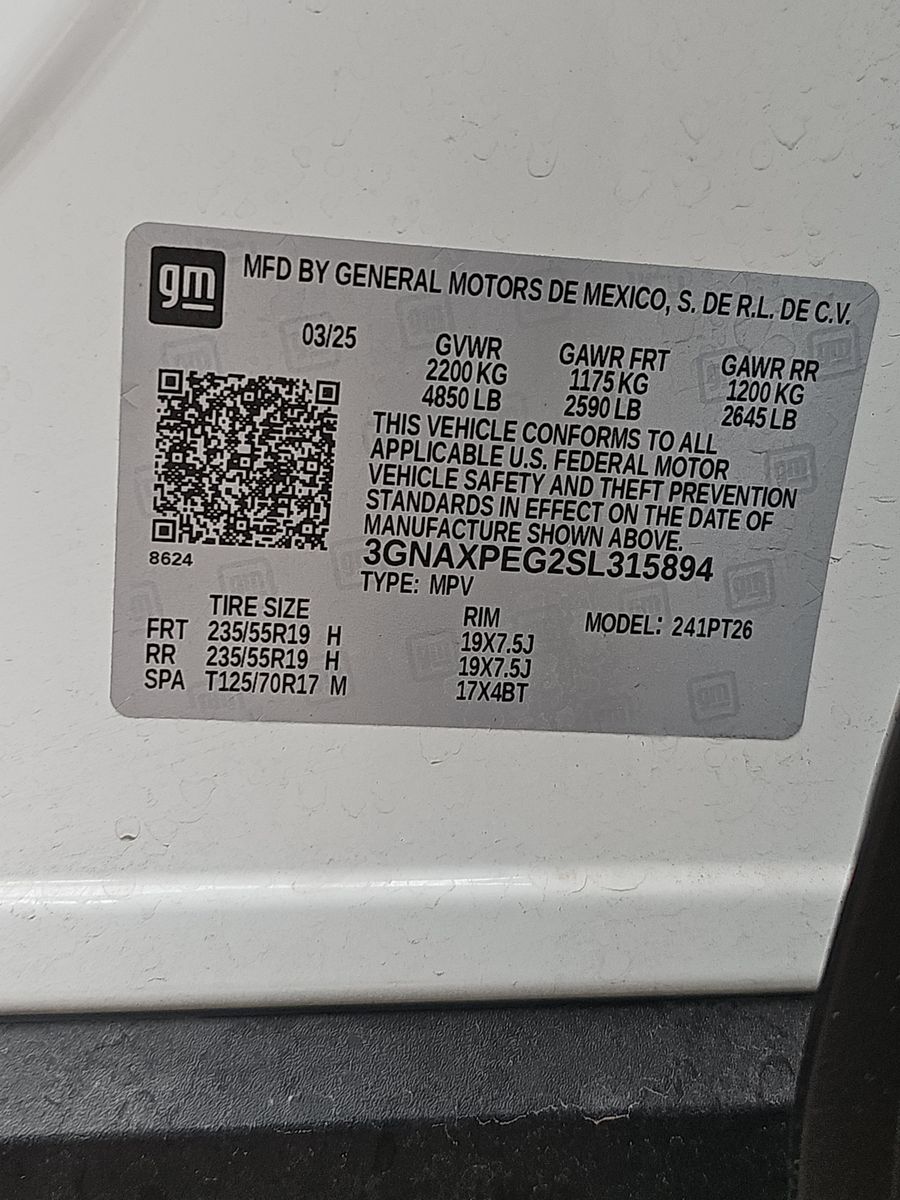 gm MFD BY GENERAL MOTORS DE MEXICO, S. DE R.L. DE C.V.
03/25 GVWR GAWR FRT GAWR RR
2200 KG 1175 KG 1200 KG
4850 LB 2590 LB 2645 LB
THIS VEHICLE CONFORMS TO ALL
APPLICABLE U.S. FEDERAL MOTOR
VEHICLE SAFETY AND THEFT PREVENTION
STANDARDS IN EFFECT ON THE DATE OF
MANUFACTURE SHOWN ABOVE.
8624 3GNAXPEG2SL315894
TYPE: MPV
TIRE SIZE RIM MODEL: 241PT26
FRT 235/55R19 H 19X7.5J
RR 235/55R19 H 19X7.5J
SPA T125/70R17 M 17X4BT